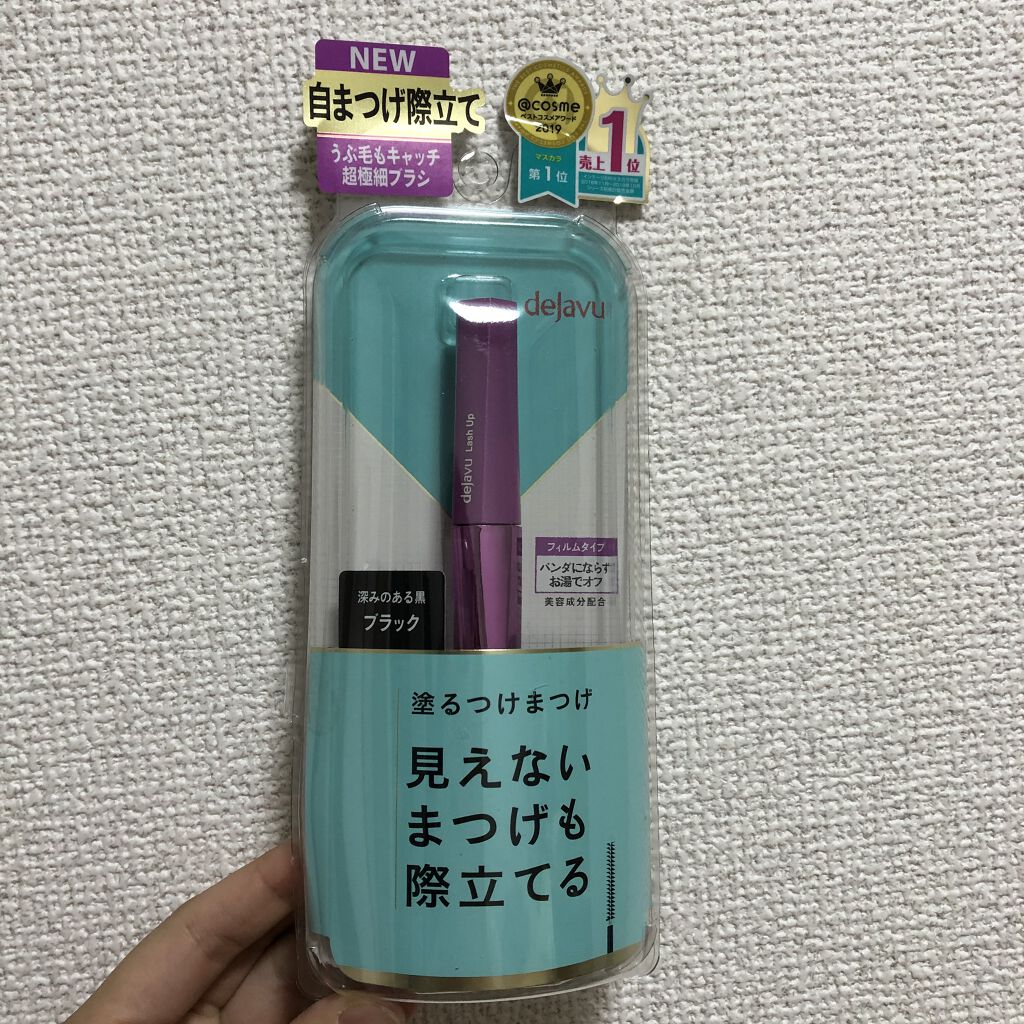 NEW
自まつげ際立て
うぶ毛もキャッチ
超極細ブラシ
@cosme
ベストコスメアワード
2019
マスカラ
第1位
売上1位
dejavu
dejavu Lash Up
フィルムタイプ
パンダにならず
お湯でオフ
美容成分配合
深みのある黒
ブラック
塗るつけまつげ
見えない
まつげも
際立てる